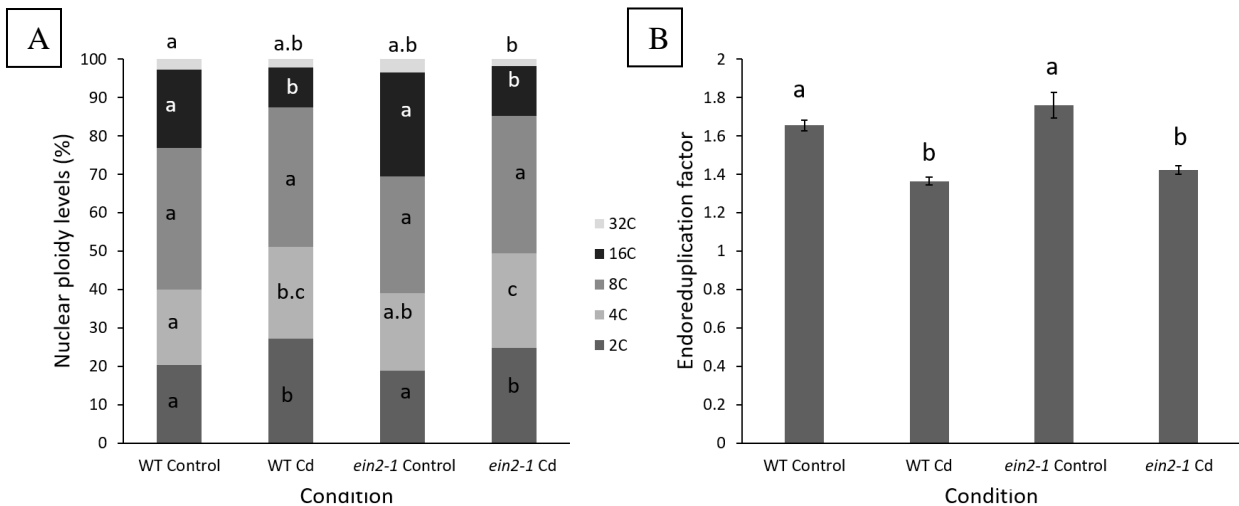 A
B
a
a.b
a.b
b
100
90
80
70
60
50
40
30
20
10
0
Nuclear ploidy levels (%)
a
b
a
b
a
a
a
a
a
b.c
a.b
c
a
b
a
b
WT Control
WT Cd
ein2-1 Control
ein2-1 Cd
Condition
32C
16C
8C
4C
2C
2
1.8
1.6
1.4
1.2
1
0.8
0.6
0.4
0.2
0
Endoreduplication factor
a
b
a
b
WT Control
WT Cd
ein2-1 Control
ein2-1 Cd
Condition